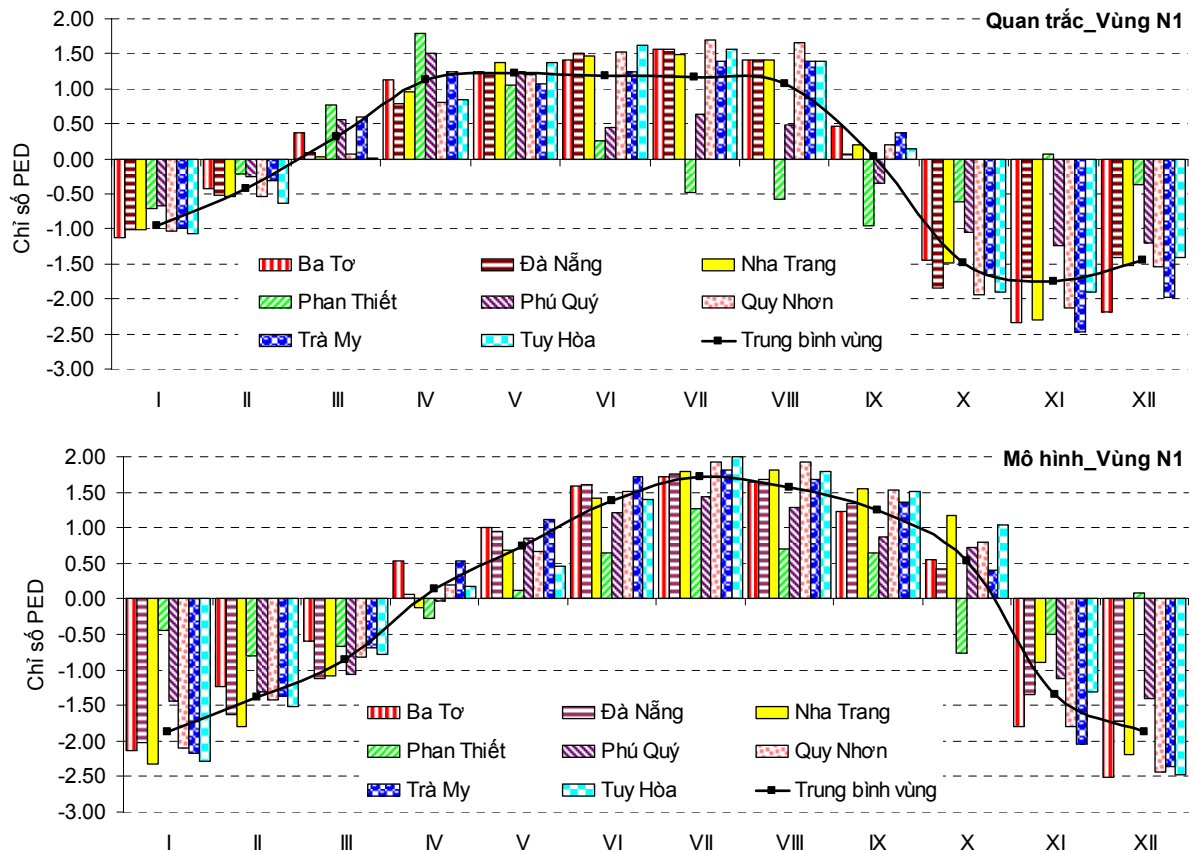 Quan trắc_Vùng N1
Chỉ số PED
2.00
1.50
1.00
0.50
0.00
-0.50
-1.00
-1.50
-2.00
-2.50
-3.00
Ba Tơ Đà Nẵng Nha Trang
Phan Thiết Phú Quý Quy Nhơn
Trà My Tuy Hòa Trung bình vùng
I II III IV V VI VII VIII IX X XI XII
Mô hình_Vùng N1
Chỉ số PED
2.00
1.50
1.00
0.50
0.00
-0.50
-1.00
-1.50
-2.00
-2.50
-3.00
Ba Tơ Đà Nẵng Nha Trang
Phan Thiết Phú Quý Quy Nhơn
Trà My Tuy Hòa Trung bình vùng
I II III IV V VI VII VIII IX X XI XII